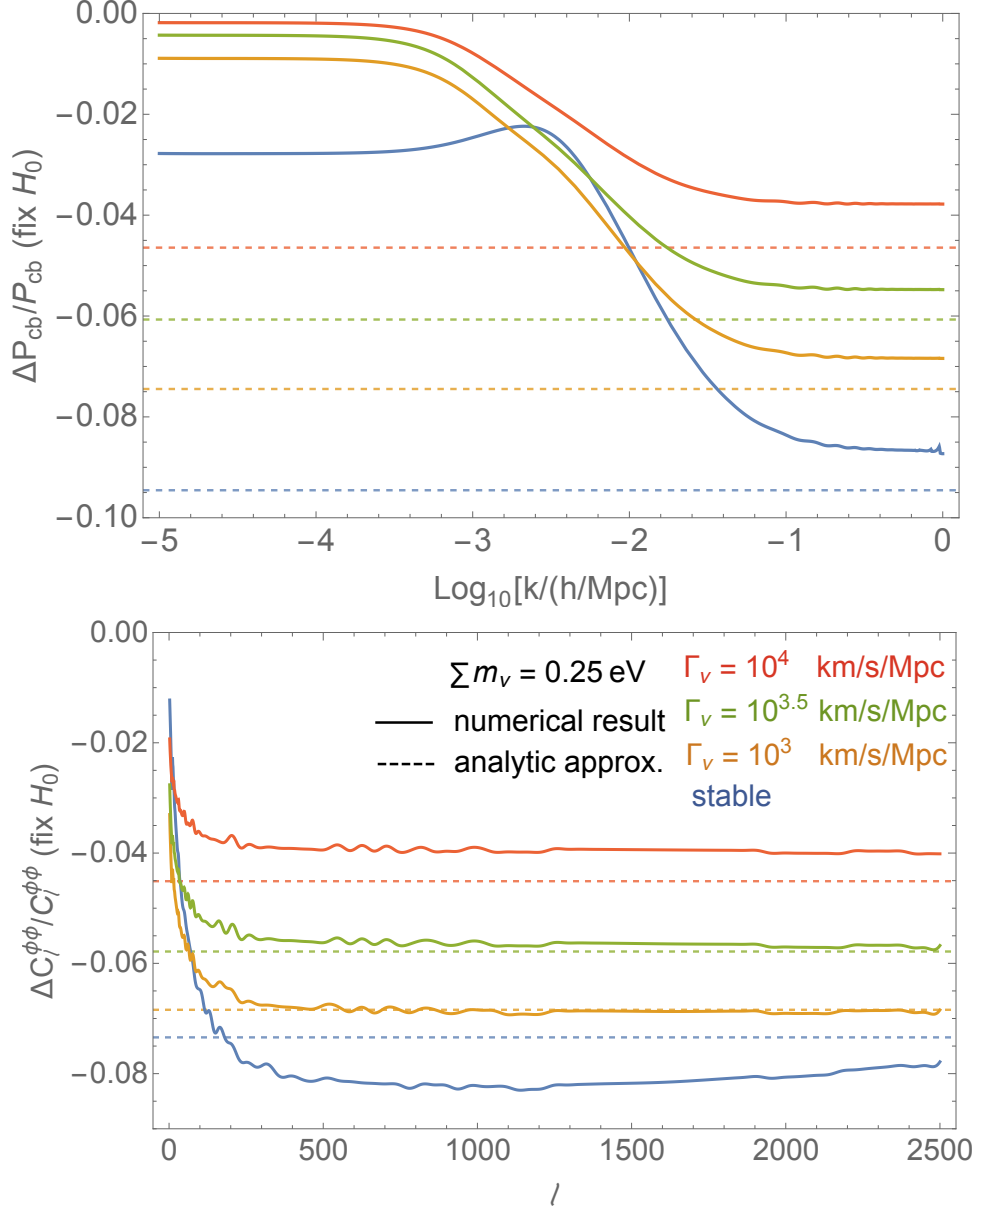 0.00
−0.02
−0.04
−0.06
−0.08
−0.10
ΔP_cb/P_cb (fix H_0)
−5 −4 −3 −2 −1 0
Log_10[k/(h/Mpc)]
0.00
−0.02
−0.04
−0.06
−0.08
ΔC_l^ϕϕ/C_l^ϕϕ (fix H_0)
∑m_ν = 0.25 eV
numerical result
analytic approx.
Γ_ν = 10^4 km/s/Mpc
Γ_ν = 10^3.5 km/s/Mpc
Γ_ν = 10^3 km/s/Mpc
stable
0 500 1000 1500 2000 2500
l